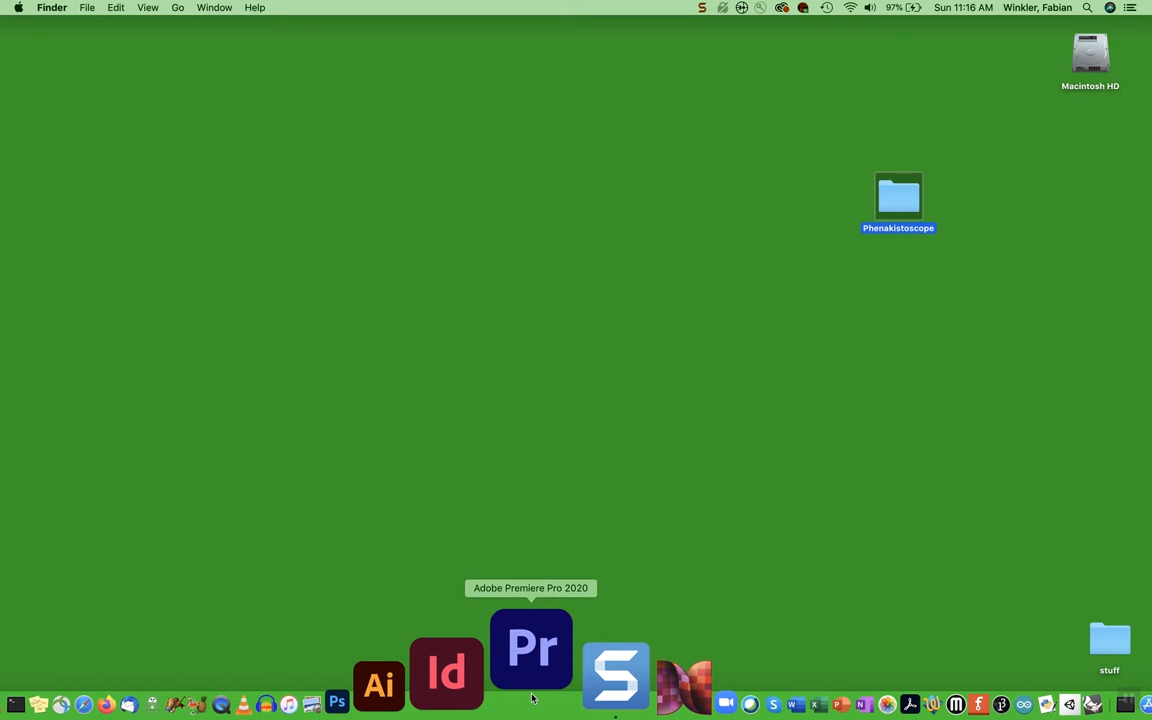 Finder File Edit View Go Window Help 97% Sun 11:16 AM Winkler, Fabian
Macintosh HD
Phenakistoscope
Adobe Premiere Pro 2020
stuff
Ps Ai Id Pr S